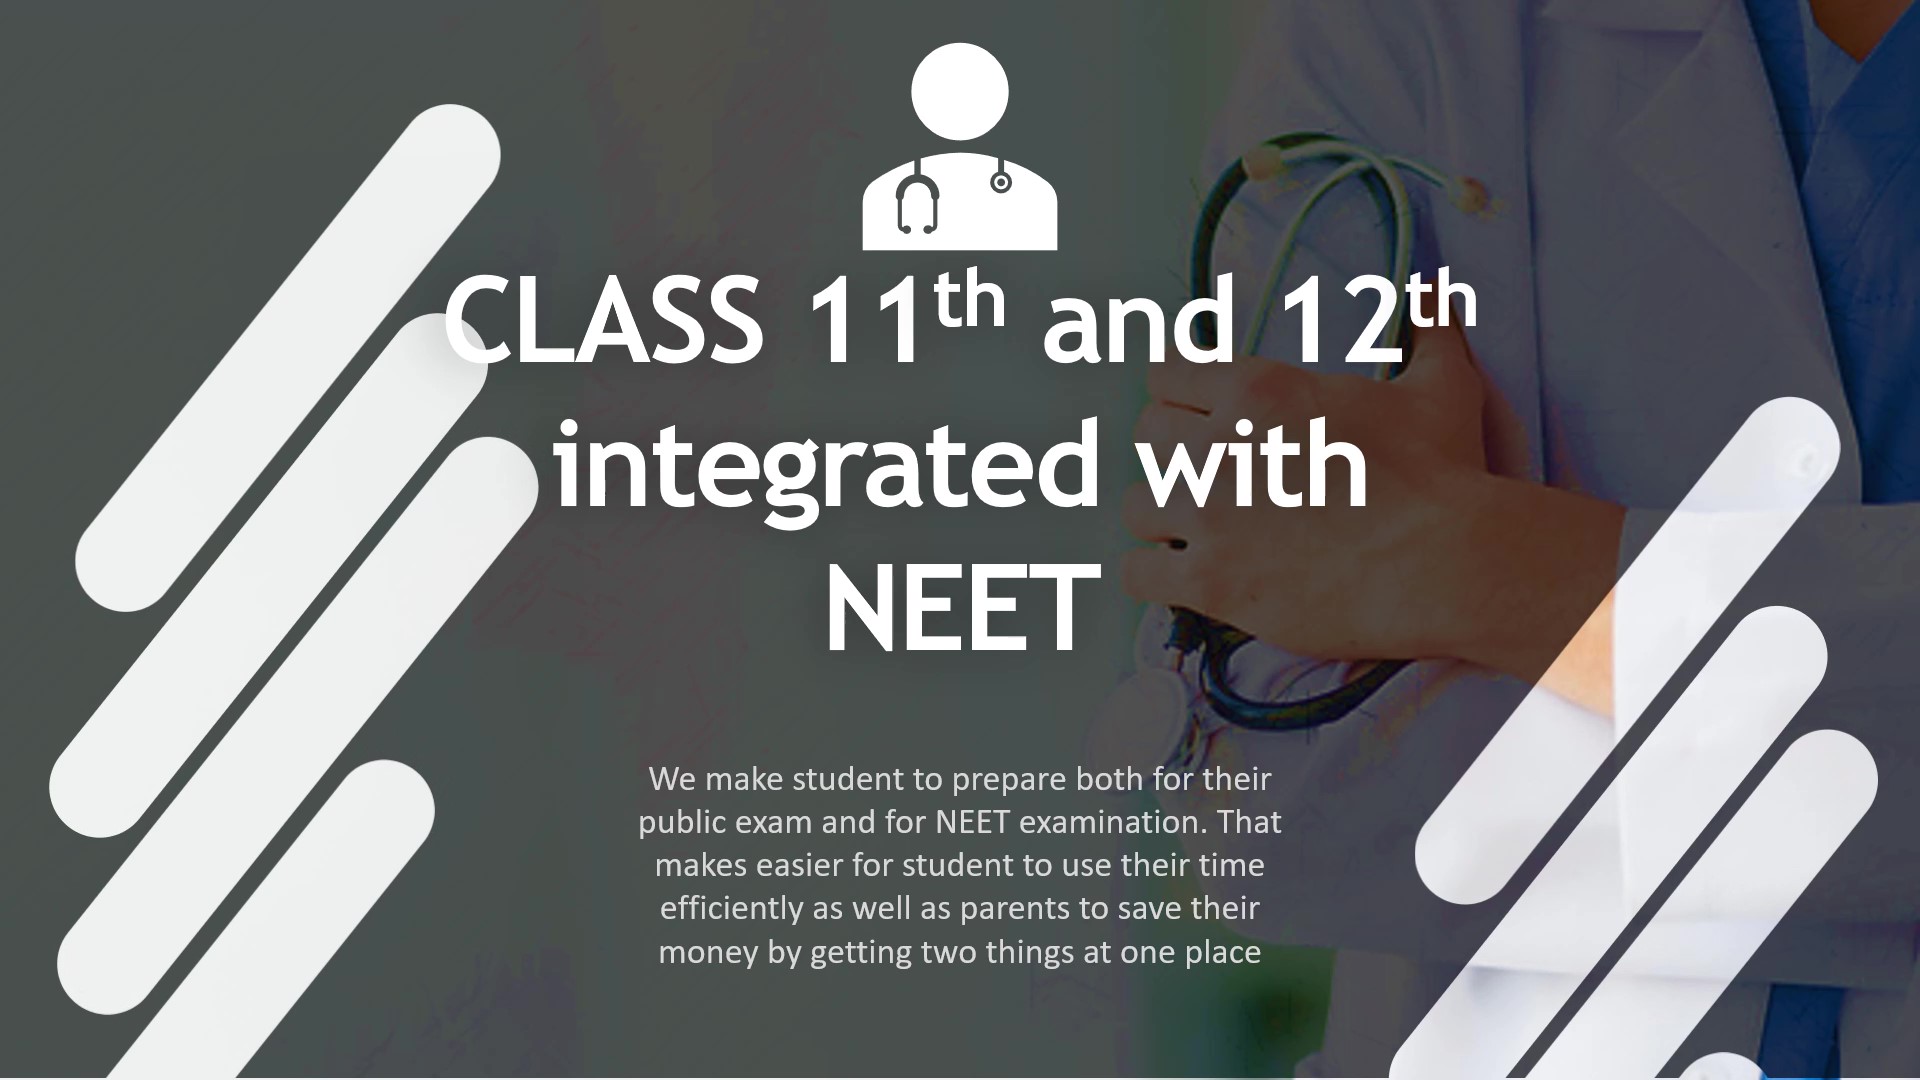 CLASS 11th and 12th
integrated with
NEET
We make student to prepare both for their
public exam and for NEET examination. That
makes easier for student to use their time
efficiently as well as parents to save their
money by getting two things at one place